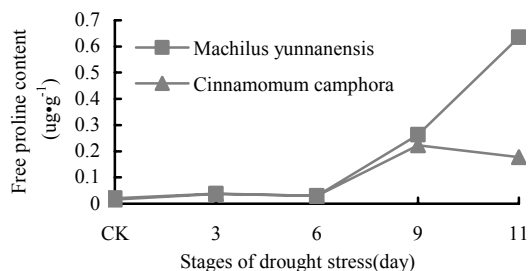 Free proline content
(ug•g-1)
0.7
0.6
0.5
0.4
0.3
0.2
0.1
0
Machilus yunnanensis
Cinnamomum camphora
CK 3 6 9 11
Stages of drought stress(day)